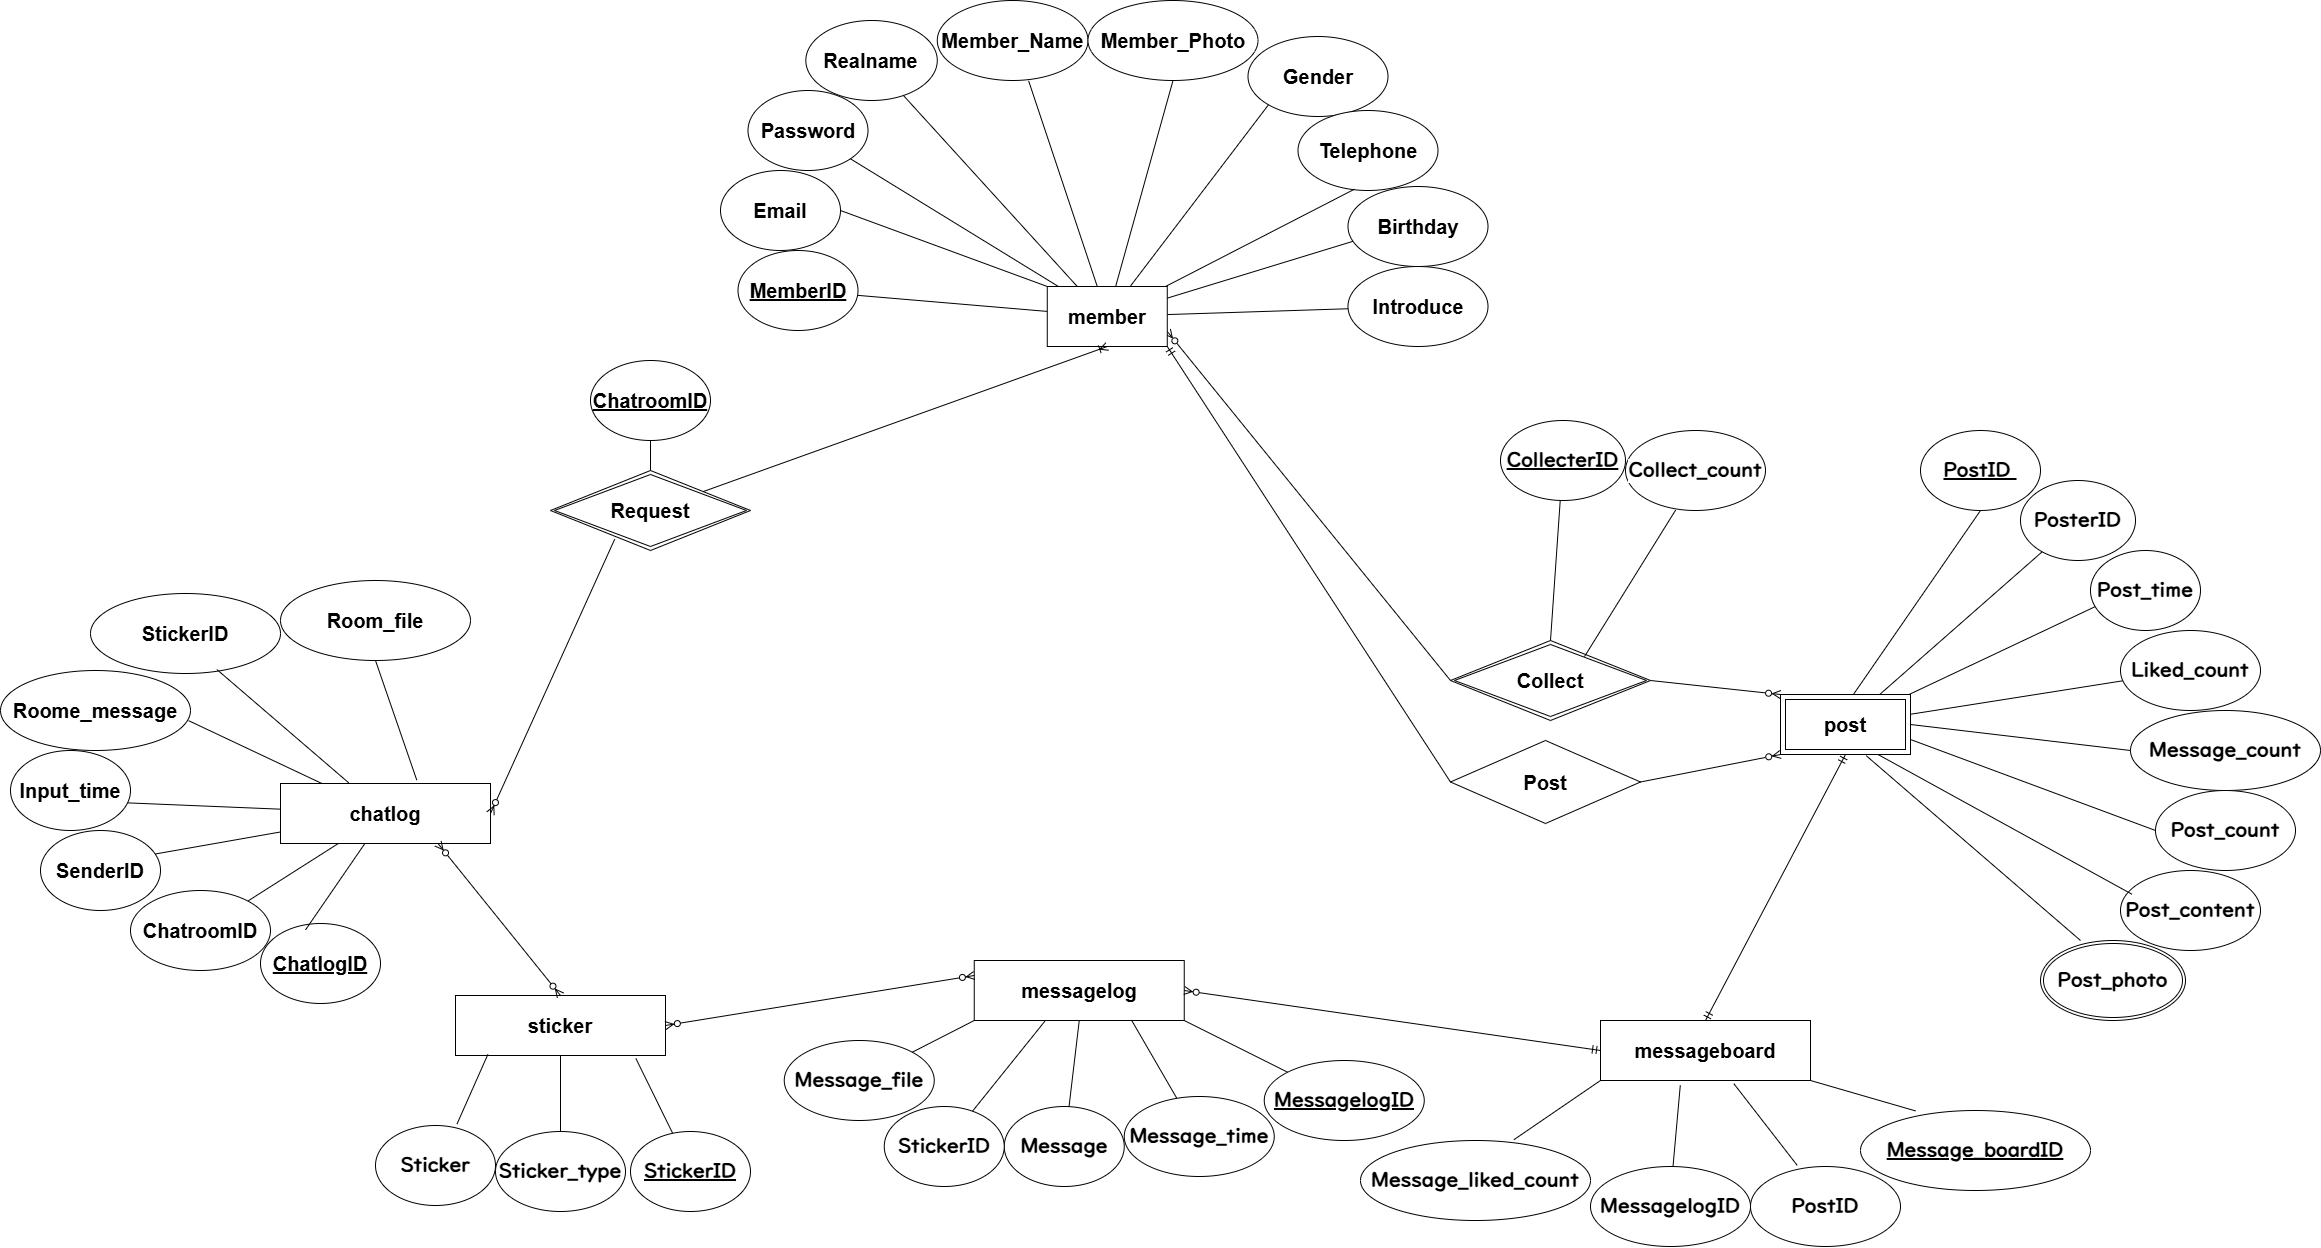 Member_Name
Member_Photo
Realname
Gender
Password
Telephone
Email
Birthday
MemberID
Introduce
member
ChatroomID
Request
CollecterID
Collect_count
PostID
PosterID
Post_time
Liked_count
Message_count
Post_count
Post_content
Post_photo
Collect
post
Post
StickerID
Room_file
Roome_message
Input_time
chatlog
SenderID
ChatroomID
ChatlogID
sticker
messagelog
messageboard
Sticker
Sticker_type
StickerID
Message_file
StickerID
Message
Message_time
MessagelogID
Message_liked_count
MessagelogID
PostID
Message_boardID